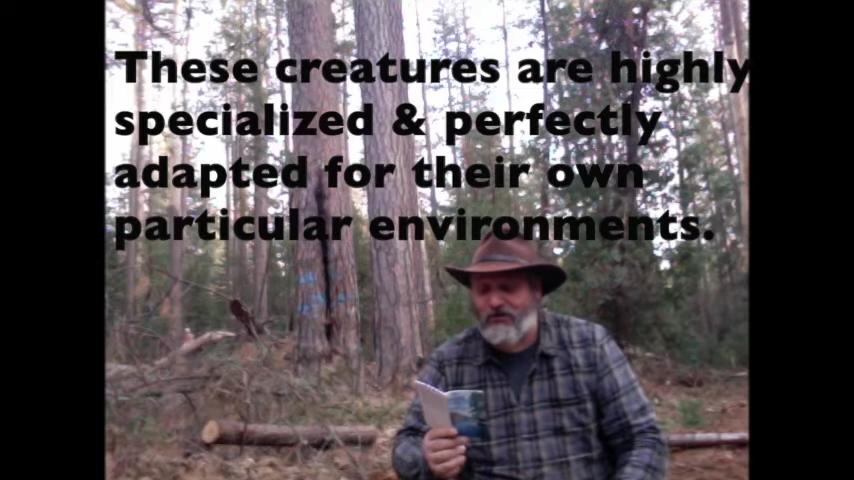 These creatures are highly
specialized & perfectly
adapted for their own
particular environments.